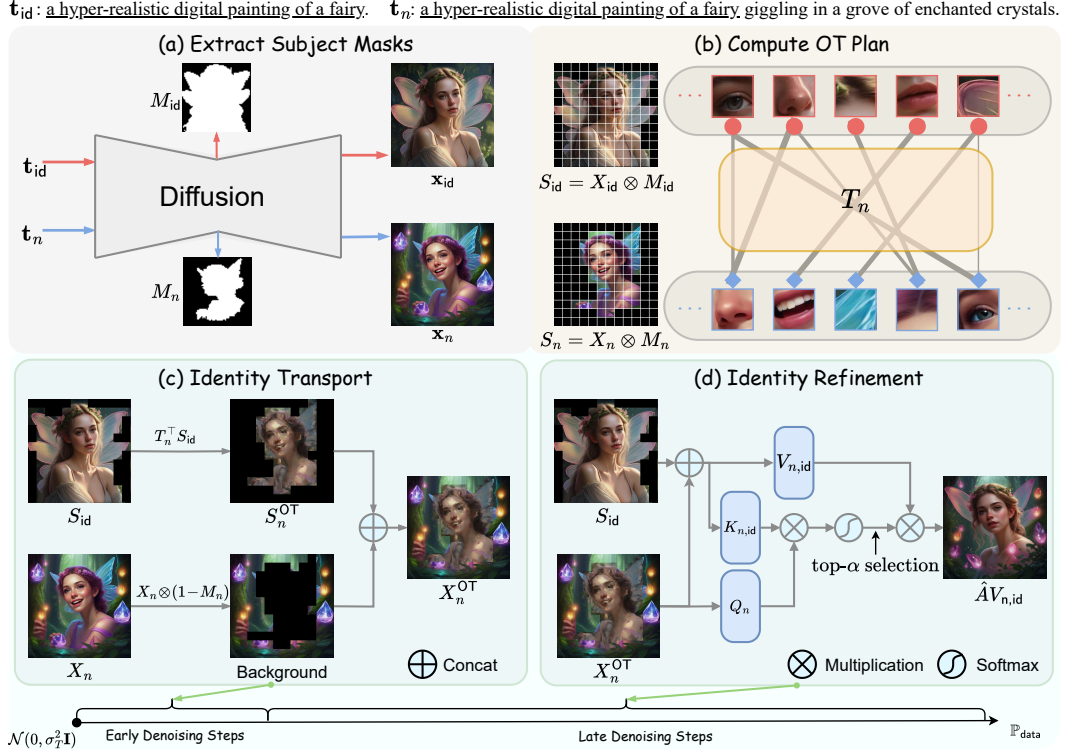 t_id: a hyper-realistic digital painting of a fairy. t_n: a hyper-realistic digital painting of a fairy giggling in a grove of enchanted crystals.
(a) Extract Subject Masks
M_id
t_id
Diffusion
x_id
t_n
M_n
x_n
(b) Compute OT Plan
S_id = X_id ⊗ M_id
T_n
S_n = X_n ⊗ M_n
(c) Identity Transport
T_n^⊤ S_id
S_id
S_n^OT
X_n⊗(1−M_n)
X_n^OT
X_n
Background
Concat
(d) Identity Refinement
V_n,id
S_id
K_n,id
top-α selection
Q_n
ÂV_n,id
X_n^OT
Multiplication
Softmax
𝒩(0, σ_T^2 I)
Early Denoising Steps
Late Denoising Steps
ℙ_data